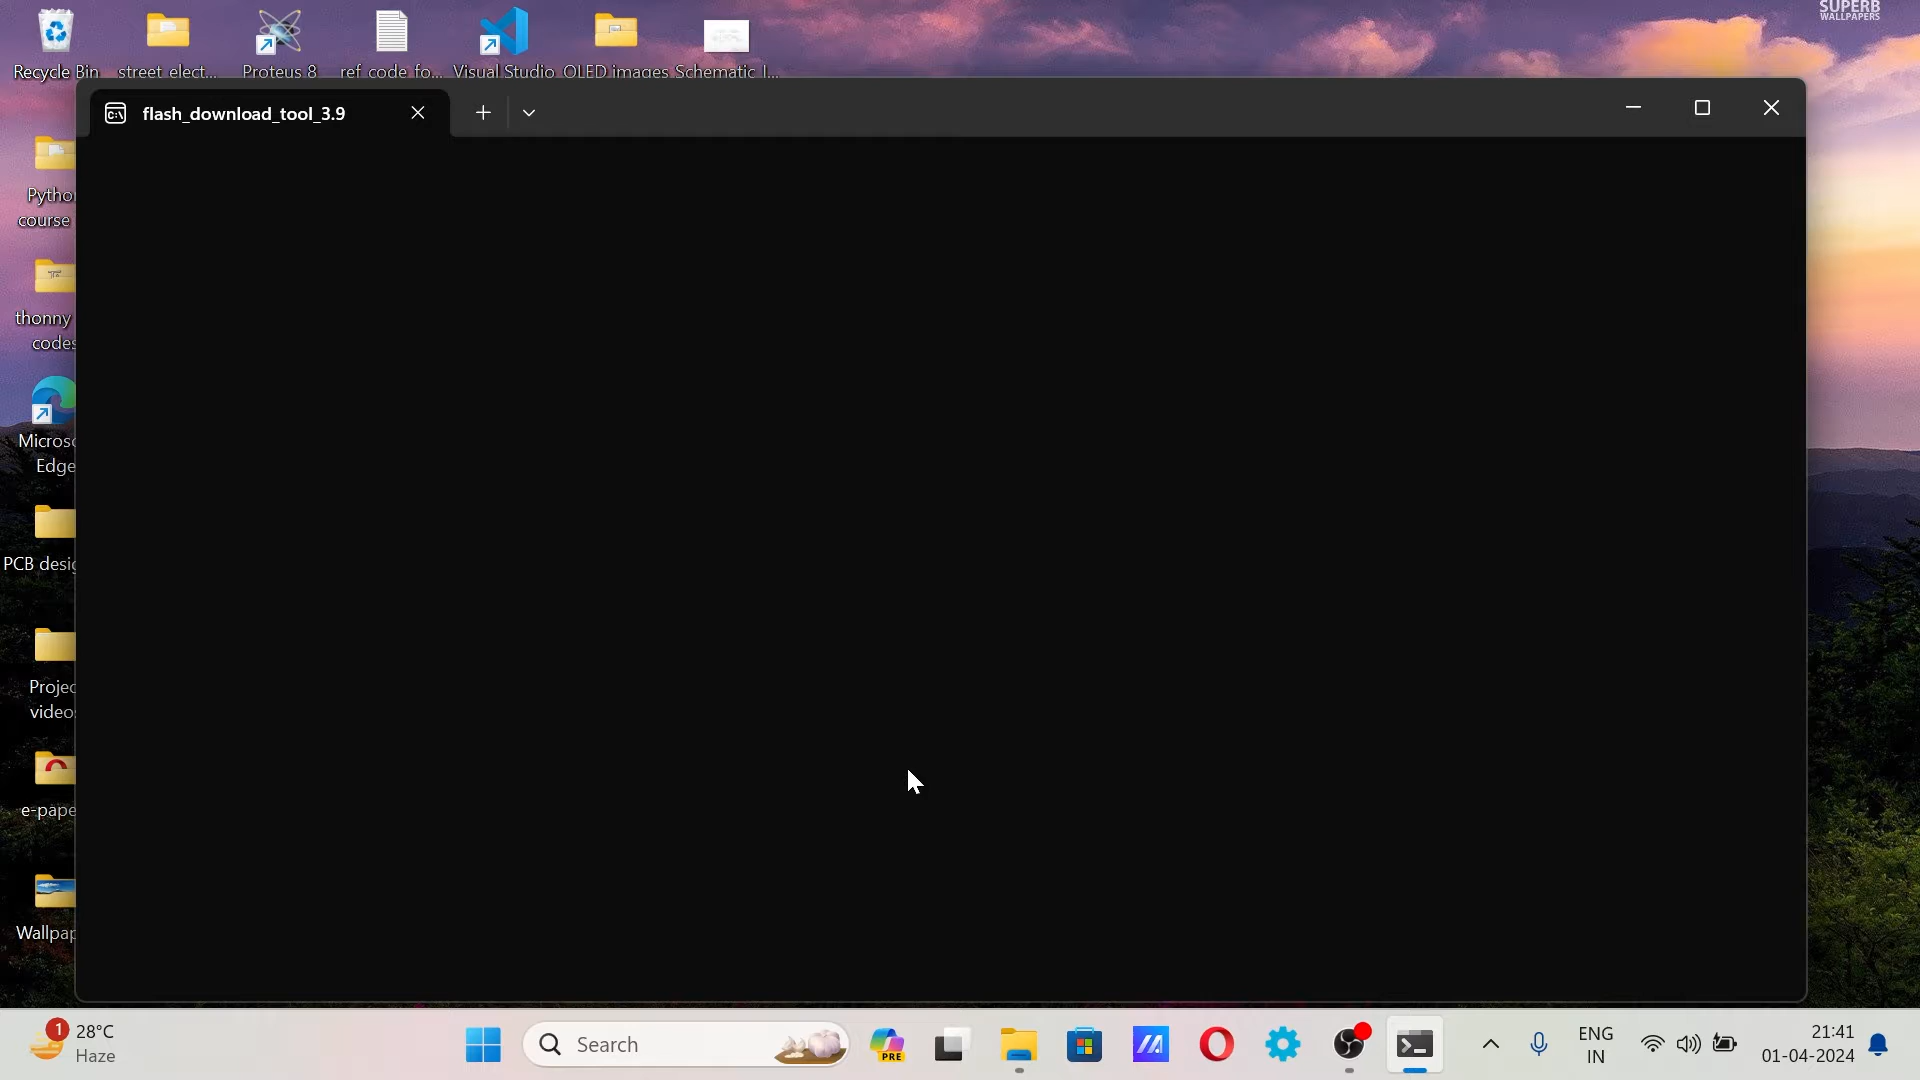 SUPERB
WALLPAPERS
Recycle Bin
street elect...
Proteus 8
ref code fo...
Visual Studio
OLED images
Schematic_I...
flash_download_tool_3.9
Pytho
course
thonny
codes
Micros
Edge
PCB desig
Projec
video
e-pape
Wallpap
1
28°C
Haze
Search
PRE
ENG
IN
21:41
01-04-2024